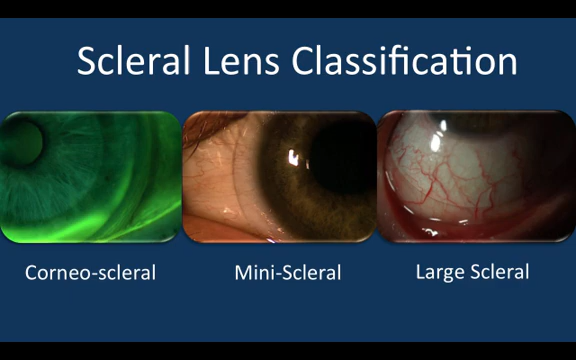 Scleral Lens Classification
Corneo-scleral
Mini-Scleral
Large Scleral